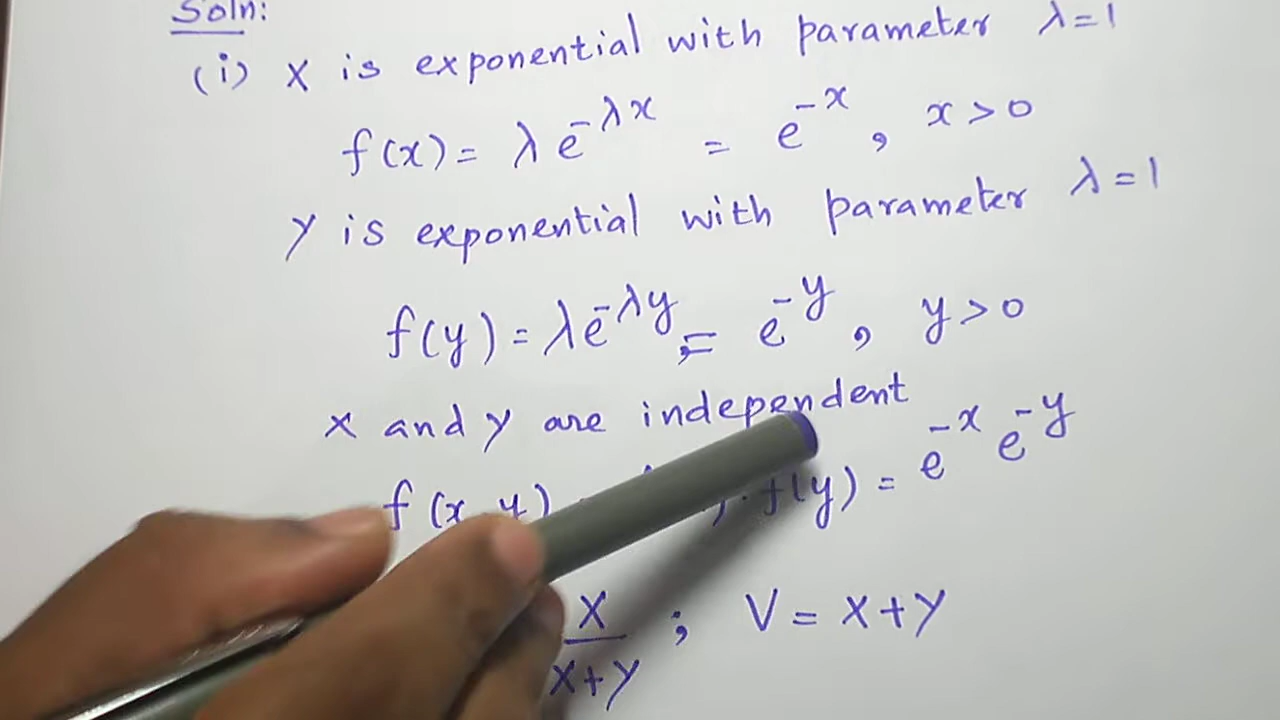 Soln:
(i) X is exponential with parameter λ=1
f(x) = λ e^{-λx} = e^{-x}, x>0
Y is exponential with parameter λ=1
f(y) = λe^{-λy}, = e^{-y}, y>0
X and Y are independent
f(x y) f(y) = e^{-x} e^{-y}
X/(X+Y) ; V = X+Y